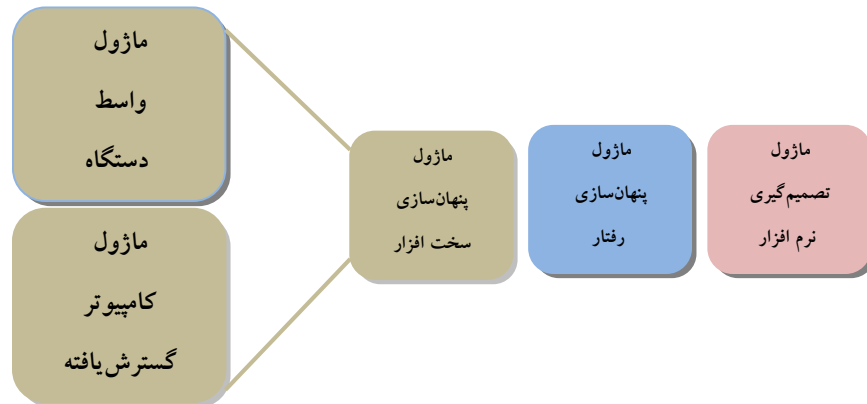 ماژول
تصمیم‌گیری
نرم افزار
ماژول
پنهان‌سازی
رفتار
ماژول
پنهان‌سازی
سخت افزار
ماژول
واسط
دستگاه
ماژول
کامپیوتر
گسترش‌یافته